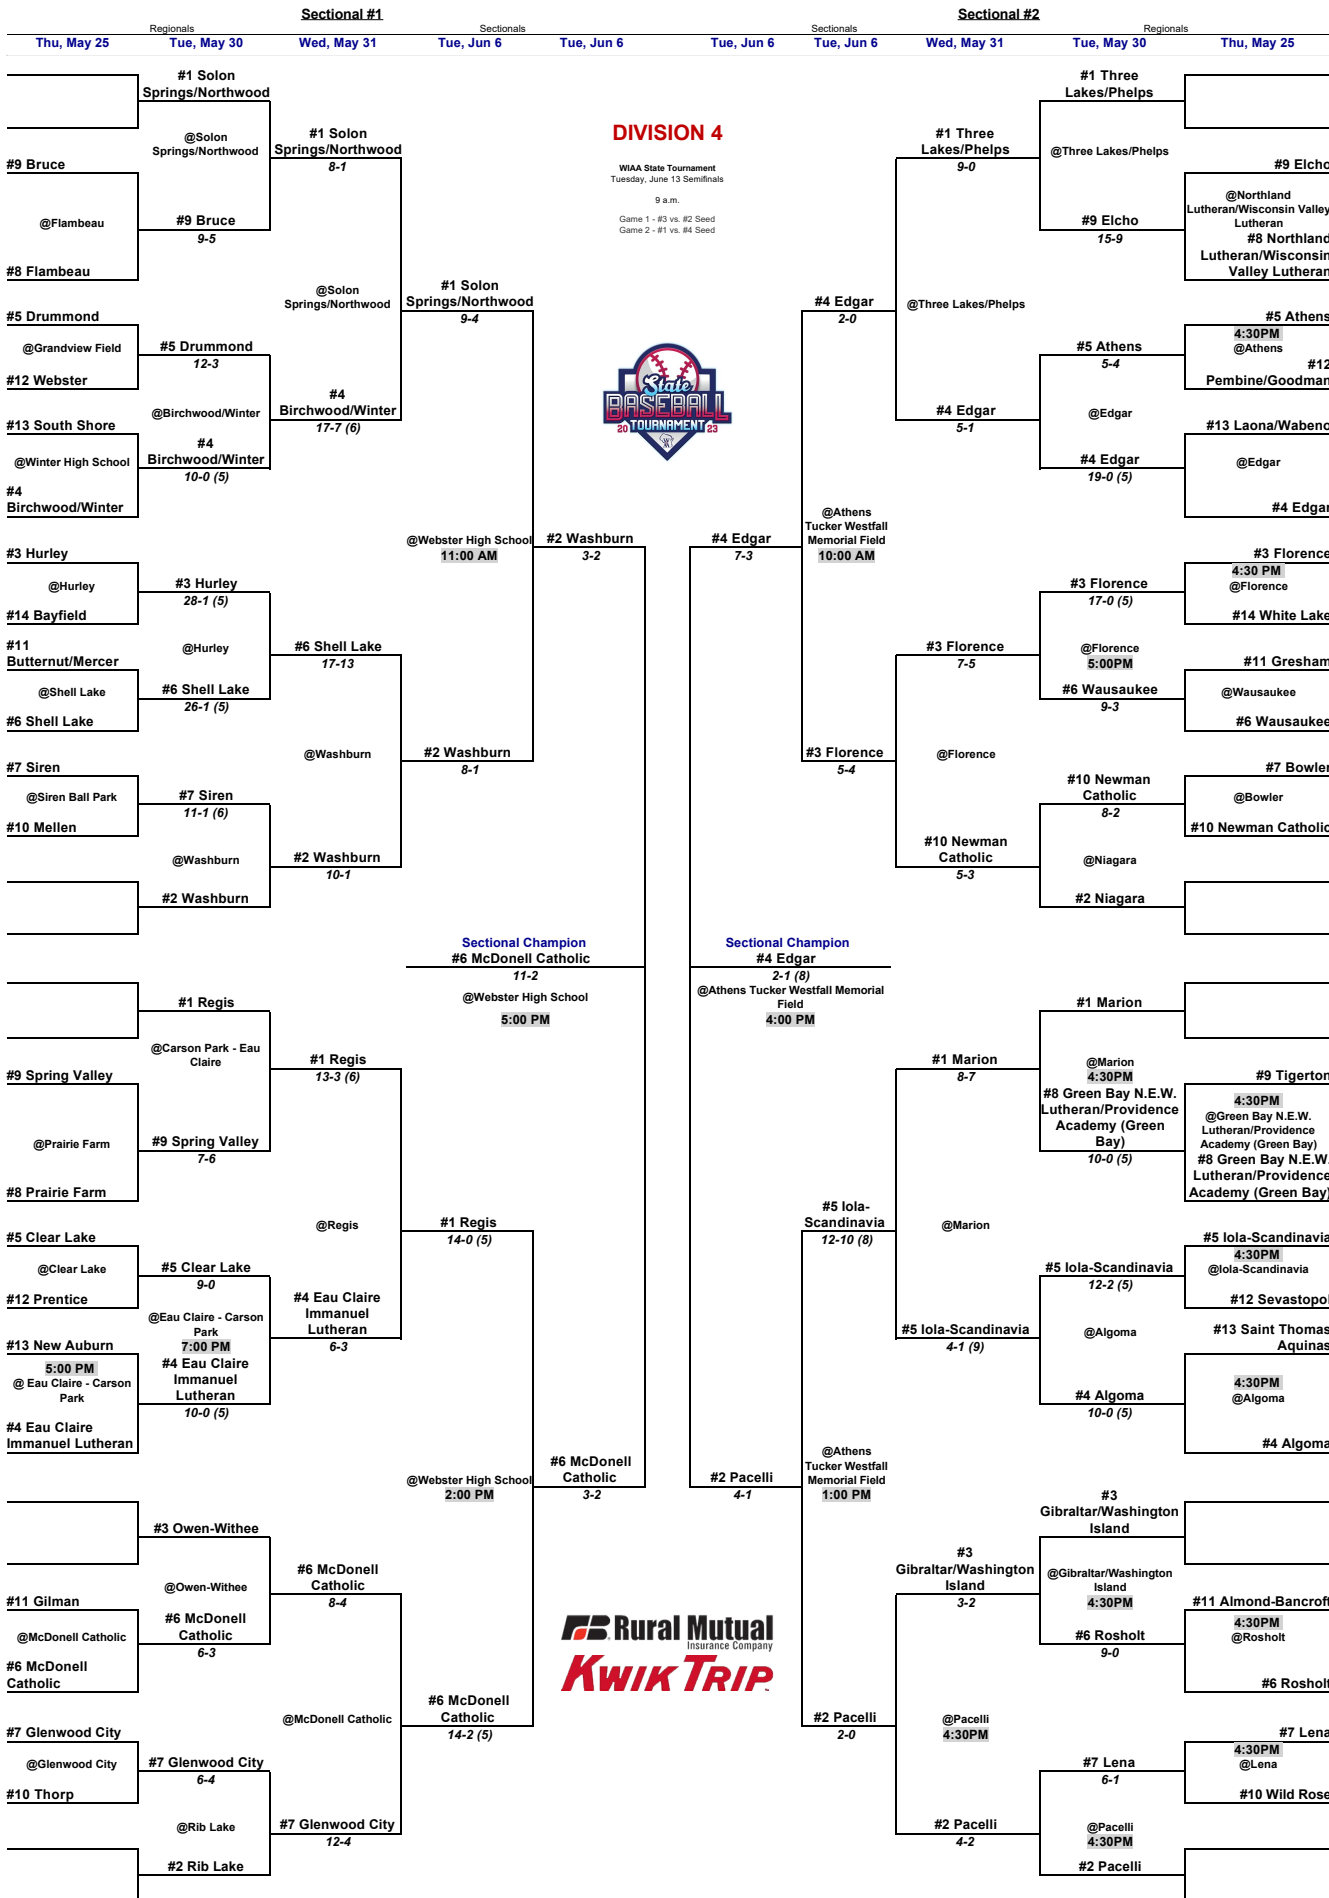 Sectional #1
Sectional #2
Regionals
Sectionals
Sectionals
Regionals
Thu, May 25
Tue, May 30
Wed, May 31
Tue, Jun 6
Tue, Jun 6
Tue, Jun 6
Tue, Jun 6
Wed, May 31
Tue, May 30
Thu, May 25
DIVISION 4
WIAA State Tournament
Tuesday, June 13 Semifinals
9 a.m.
Game 1 - #3 vs. #2 Seed
Game 2 - #1 vs. #4 Seed
State
BASEBALL
20 TOURNAMENT 23
#9 Bruce
@Flambeau
#8 Flambeau
#5 Drummond
@Grandview Field
#12 Webster
#13 South Shore
@Winter High School
#4
Birchwood/Winter
#3 Hurley
@Hurley
#14 Bayfield
#11
Butternut/Mercer
@Shell Lake
#6 Shell Lake
#7 Siren
@Siren Ball Park
#10 Mellen
#1 Solon
Springs/Northwood
@Solon
Springs/Northwood
#9 Bruce
9-5
#5 Drummond
12-3
@Birchwood/Winter
#4
Birchwood/Winter
10-0 (5)
#3 Hurley
28-1 (5)
@Hurley
#6 Shell Lake
26-1 (5)
#7 Siren
11-1 (6)
@Washburn
#2 Washburn
#1 Solon
Springs/Northwood
8-1
@Solon
Springs/Northwood
#4
Birchwood/Winter
17-7 (6)
#6 Shell Lake
17-13
@Washburn
#2 Washburn
10-1
#1 Solon
Springs/Northwood
9-4
@Webster High School
11:00 AM
#2 Washburn
8-1
#2 Washburn
3-2
Sectional Champion
#6 McDonell Catholic
11-2
@Webster High School
5:00 PM
#9 Spring Valley
@Prairie Farm
#8 Prairie Farm
#5 Clear Lake
@Clear Lake
#12 Prentice
#13 New Auburn
5:00 PM
@ Eau Claire - Carson
Park
#4 Eau Claire
Immanuel Lutheran
#11 Gilman
@McDonell Catholic
#6 McDonell
Catholic
#7 Glenwood City
@Glenwood City
#10 Thorp
#1 Regis
@Carson Park - Eau
Claire
#9 Spring Valley
7-6
#5 Clear Lake
9-0
@Eau Claire - Carson
Park
7:00 PM
#4 Eau Claire
Immanuel
Lutheran
10-0 (5)
#3 Owen-Withee
@Owen-Withee
#6 McDonell
Catholic
6-3
#7 Glenwood City
6-4
@Rib Lake
#2 Rib Lake
#1 Regis
13-3 (6)
@Regis
#4 Eau Claire
Immanuel
Lutheran
6-3
#6 McDonell
Catholic
8-4
@McDonell Catholic
#7 Glenwood City
12-4
#1 Regis
14-0 (5)
@Webster High School
2:00 PM
#6 McDonell
Catholic
14-2 (5)
#6 McDonell
Catholic
3-2
#4 Edgar
7-3
#4 Edgar
2-0
@Athens
Tucker Westfall
Memorial Field
10:00 AM
#3 Florence
5-4
#1 Three
Lakes/Phelps
9-0
@Three Lakes/Phelps
#4 Edgar
5-1
#3 Florence
7-5
@Florence
#10 Newman
Catholic
5-3
#1 Three
Lakes/Phelps
@Three Lakes/Phelps
#9 Elcho
15-9
#5 Athens
5-4
@Edgar
#4 Edgar
19-0 (5)
#3 Florence
17-0 (5)
@Florence
5:00PM
#6 Wausaukee
9-3
#10 Newman
Catholic
8-2
@Niagara
#2 Niagara
#9 Elcho
@Northland
Lutheran/Wisconsin Valley
Lutheran
#8 Northland
Lutheran/Wisconsin
Valley Lutheran
#5 Athens
4:30PM
@Athens
#12
Pembine/Goodman
#13 Laona/Wabeno
@Edgar
#4 Edgar
#3 Florence
4:30 PM
@Florence
#14 White Lake
#11 Gresham
@Wausaukee
#6 Wausaukee
#7 Bowler
@Bowler
#10 Newman Catholic
Sectional Champion
#4 Edgar
2-1 (8)
@Athens Tucker Westfall Memorial
Field
4:00 PM
#2 Pacelli
4-1
#5 Iola-
Scandinavia
12-10 (8)
@Athens
Tucker Westfall
Memorial Field
1:00 PM
#2 Pacelli
2-0
#1 Marion
8-7
@Marion
#5 Iola-Scandinavia
4-1 (9)
#3
Gibraltar/Washington
Island
3-2
@Pacelli
4:30PM
#2 Pacelli
4-2
#1 Marion
@Marion
4:30PM
#8 Green Bay N.E.W.
Lutheran/Providence
Academy (Green
Bay)
10-0 (5)
#5 Iola-Scandinavia
12-2 (5)
@Algoma
#4 Algoma
10-0 (5)
#3
Gibraltar/Washington
Island
@Gibraltar/Washington
Island
4:30PM
#6 Rosholt
9-0
#7 Lena
6-1
@Pacelli
4:30PM
#2 Pacelli
#9 Tigerton
4:30PM
@Green Bay N.E.W.
Lutheran/Providence
Academy (Green Bay)
#8 Green Bay N.E.W.
Lutheran/Providence
Academy (Green Bay)
#5 Iola-Scandinavia
4:30PM
@Iola-Scandinavia
#12 Sevastopol
#13 Saint Thomas
Aquinas
4:30PM
@Algoma
#4 Algoma
#11 Almond-Bancroft
4:30PM
@Rosholt
#6 Rosholt
#7 Lena
4:30PM
@Lena
#10 Wild Rose
Rural Mutual
Insurance Company
KWIK TRIP